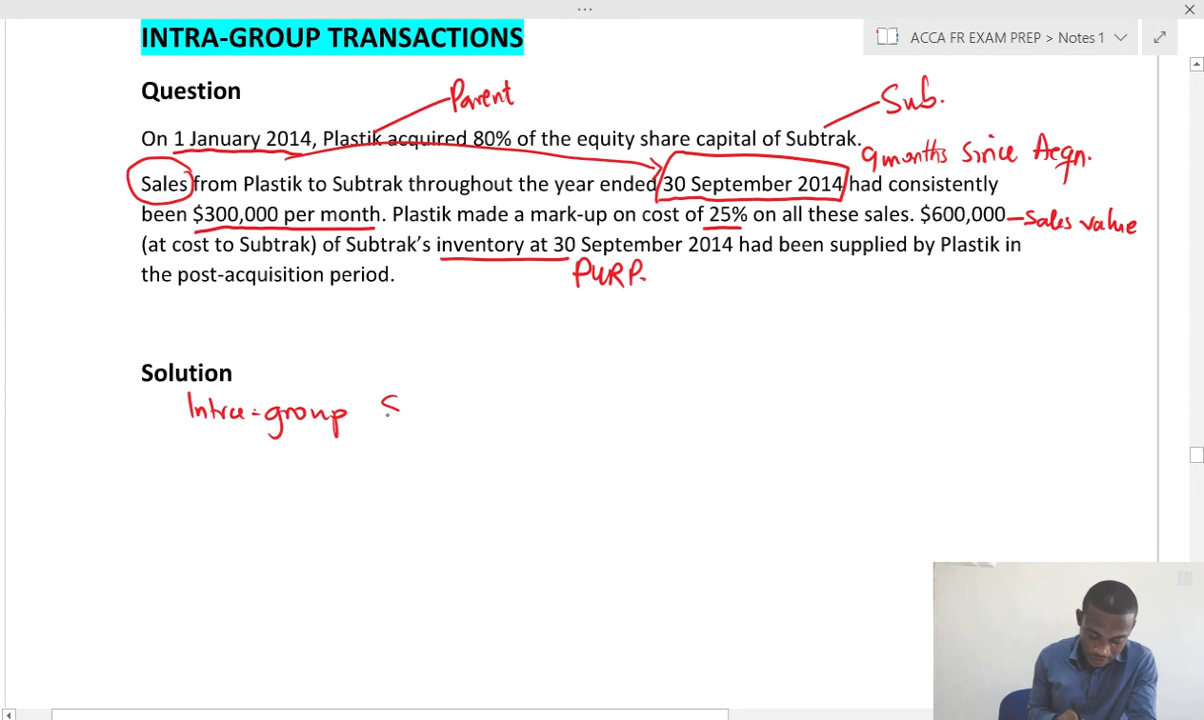 ACCA FR EXAM PREP > Notes 1
INTRA-GROUP TRANSACTIONS
Question
Parent
Sub.
On 1 January 2014, Plastik acquired 80% of the equity share capital of Subtrak.
9 months since Acqn.
Sales from Plastik to Subtrak throughout the year ended 30 September 2014 had consistently
been $300,000 per month. Plastik made a mark-up on cost of 25% on all these sales. $600,000
Sales value
(at cost to Subtrak) of Subtrak's inventory at 30 September 2014 had been supplied by Plastik in
the post-acquisition period.
PURP.
Solution
Intra-group S